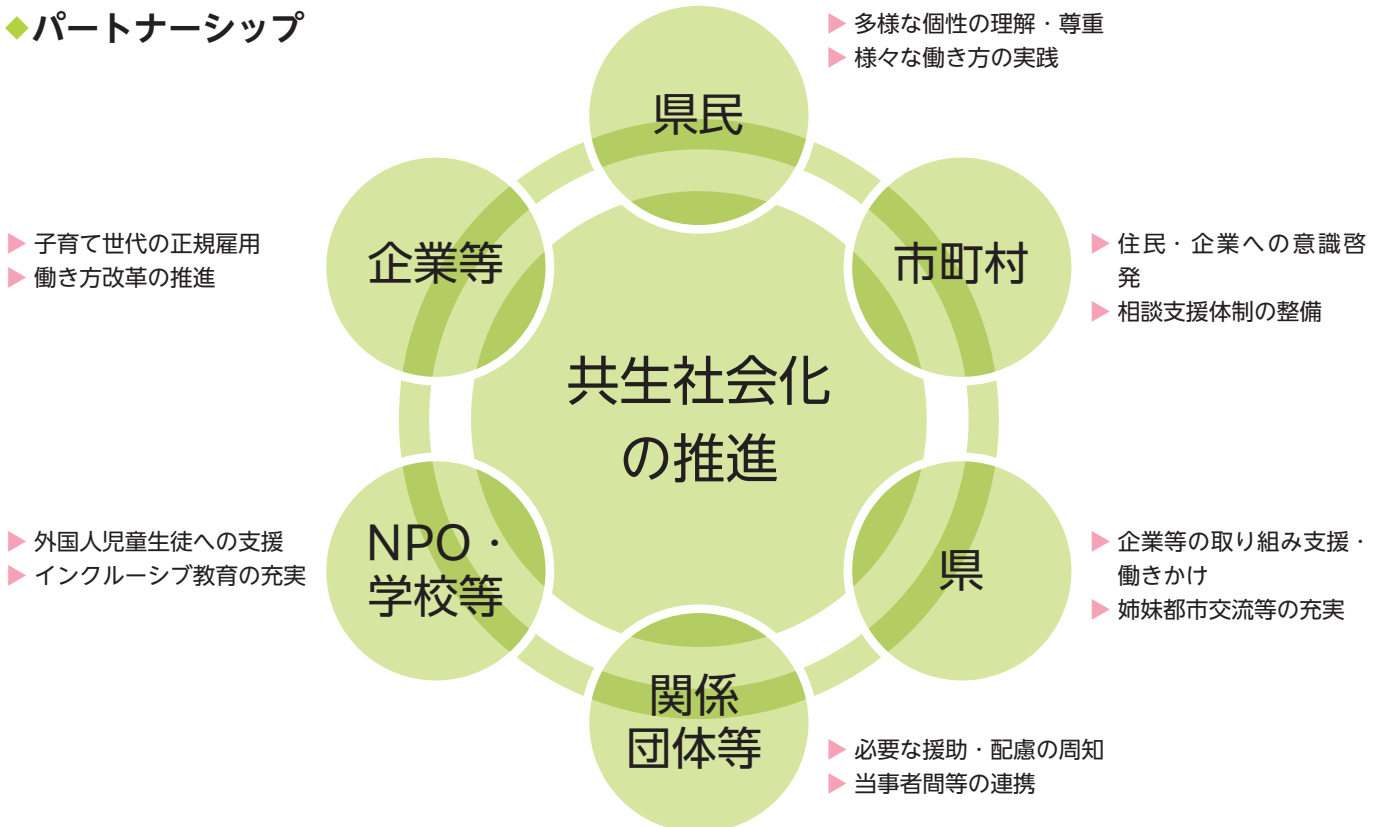 ◆パートナーシップ
県民
▶ 多様な個性の理解・尊重
▶ 様々な働き方の実践
市町村
▶ 住民・企業への意識啓
発
▶ 相談支援体制の整備
県
▶ 企業等の取り組み支援・
働きかけ
▶ 姉妹都市交流等の充実
関係
団体等
▶ 必要な援助・配慮の周知
▶ 当事者間等の連携
NPO・
学校等
▶ 外国人児童生徒への支援
▶ インクルーシブ教育の充実
企業等
▶ 子育て世代の正規雇用
▶ 働き方改革の推進
共生社会化
の推進